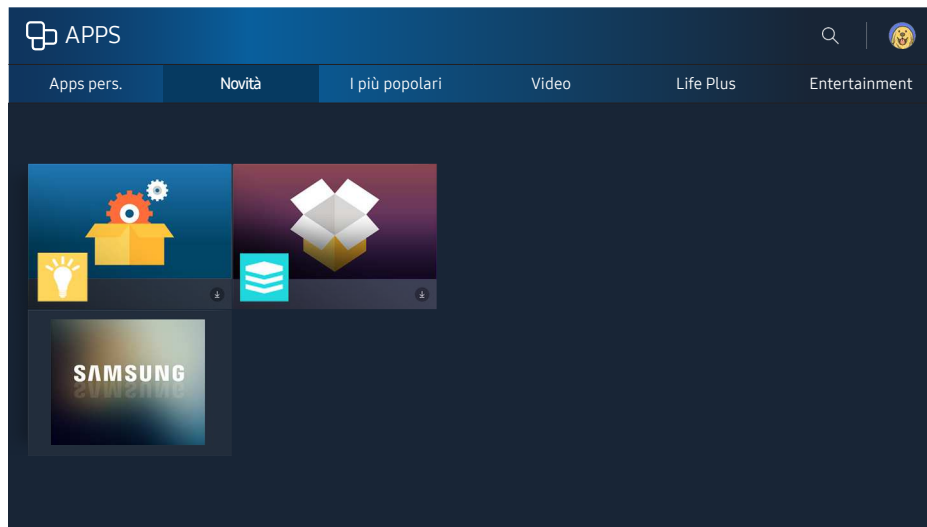 APPS
Apps pers. Novità I più popolari Video Life Plus Entertainment
SAMSUNG